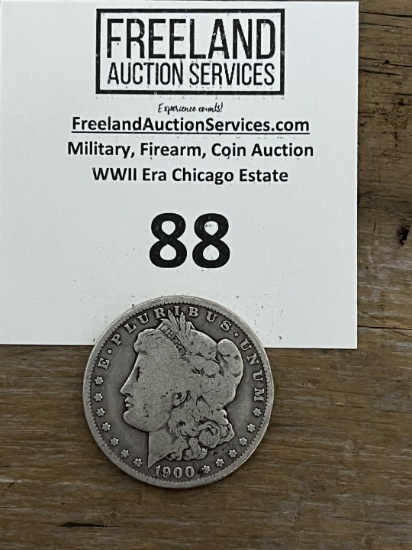 FREELAND
AUCTION SERVICES
Experience counts!
FreelandAuctionServices.com
Military, Firearm, Coin Auction
WWII Era Chicago Estate
88
E·PLURIBUS·UNUM
1900